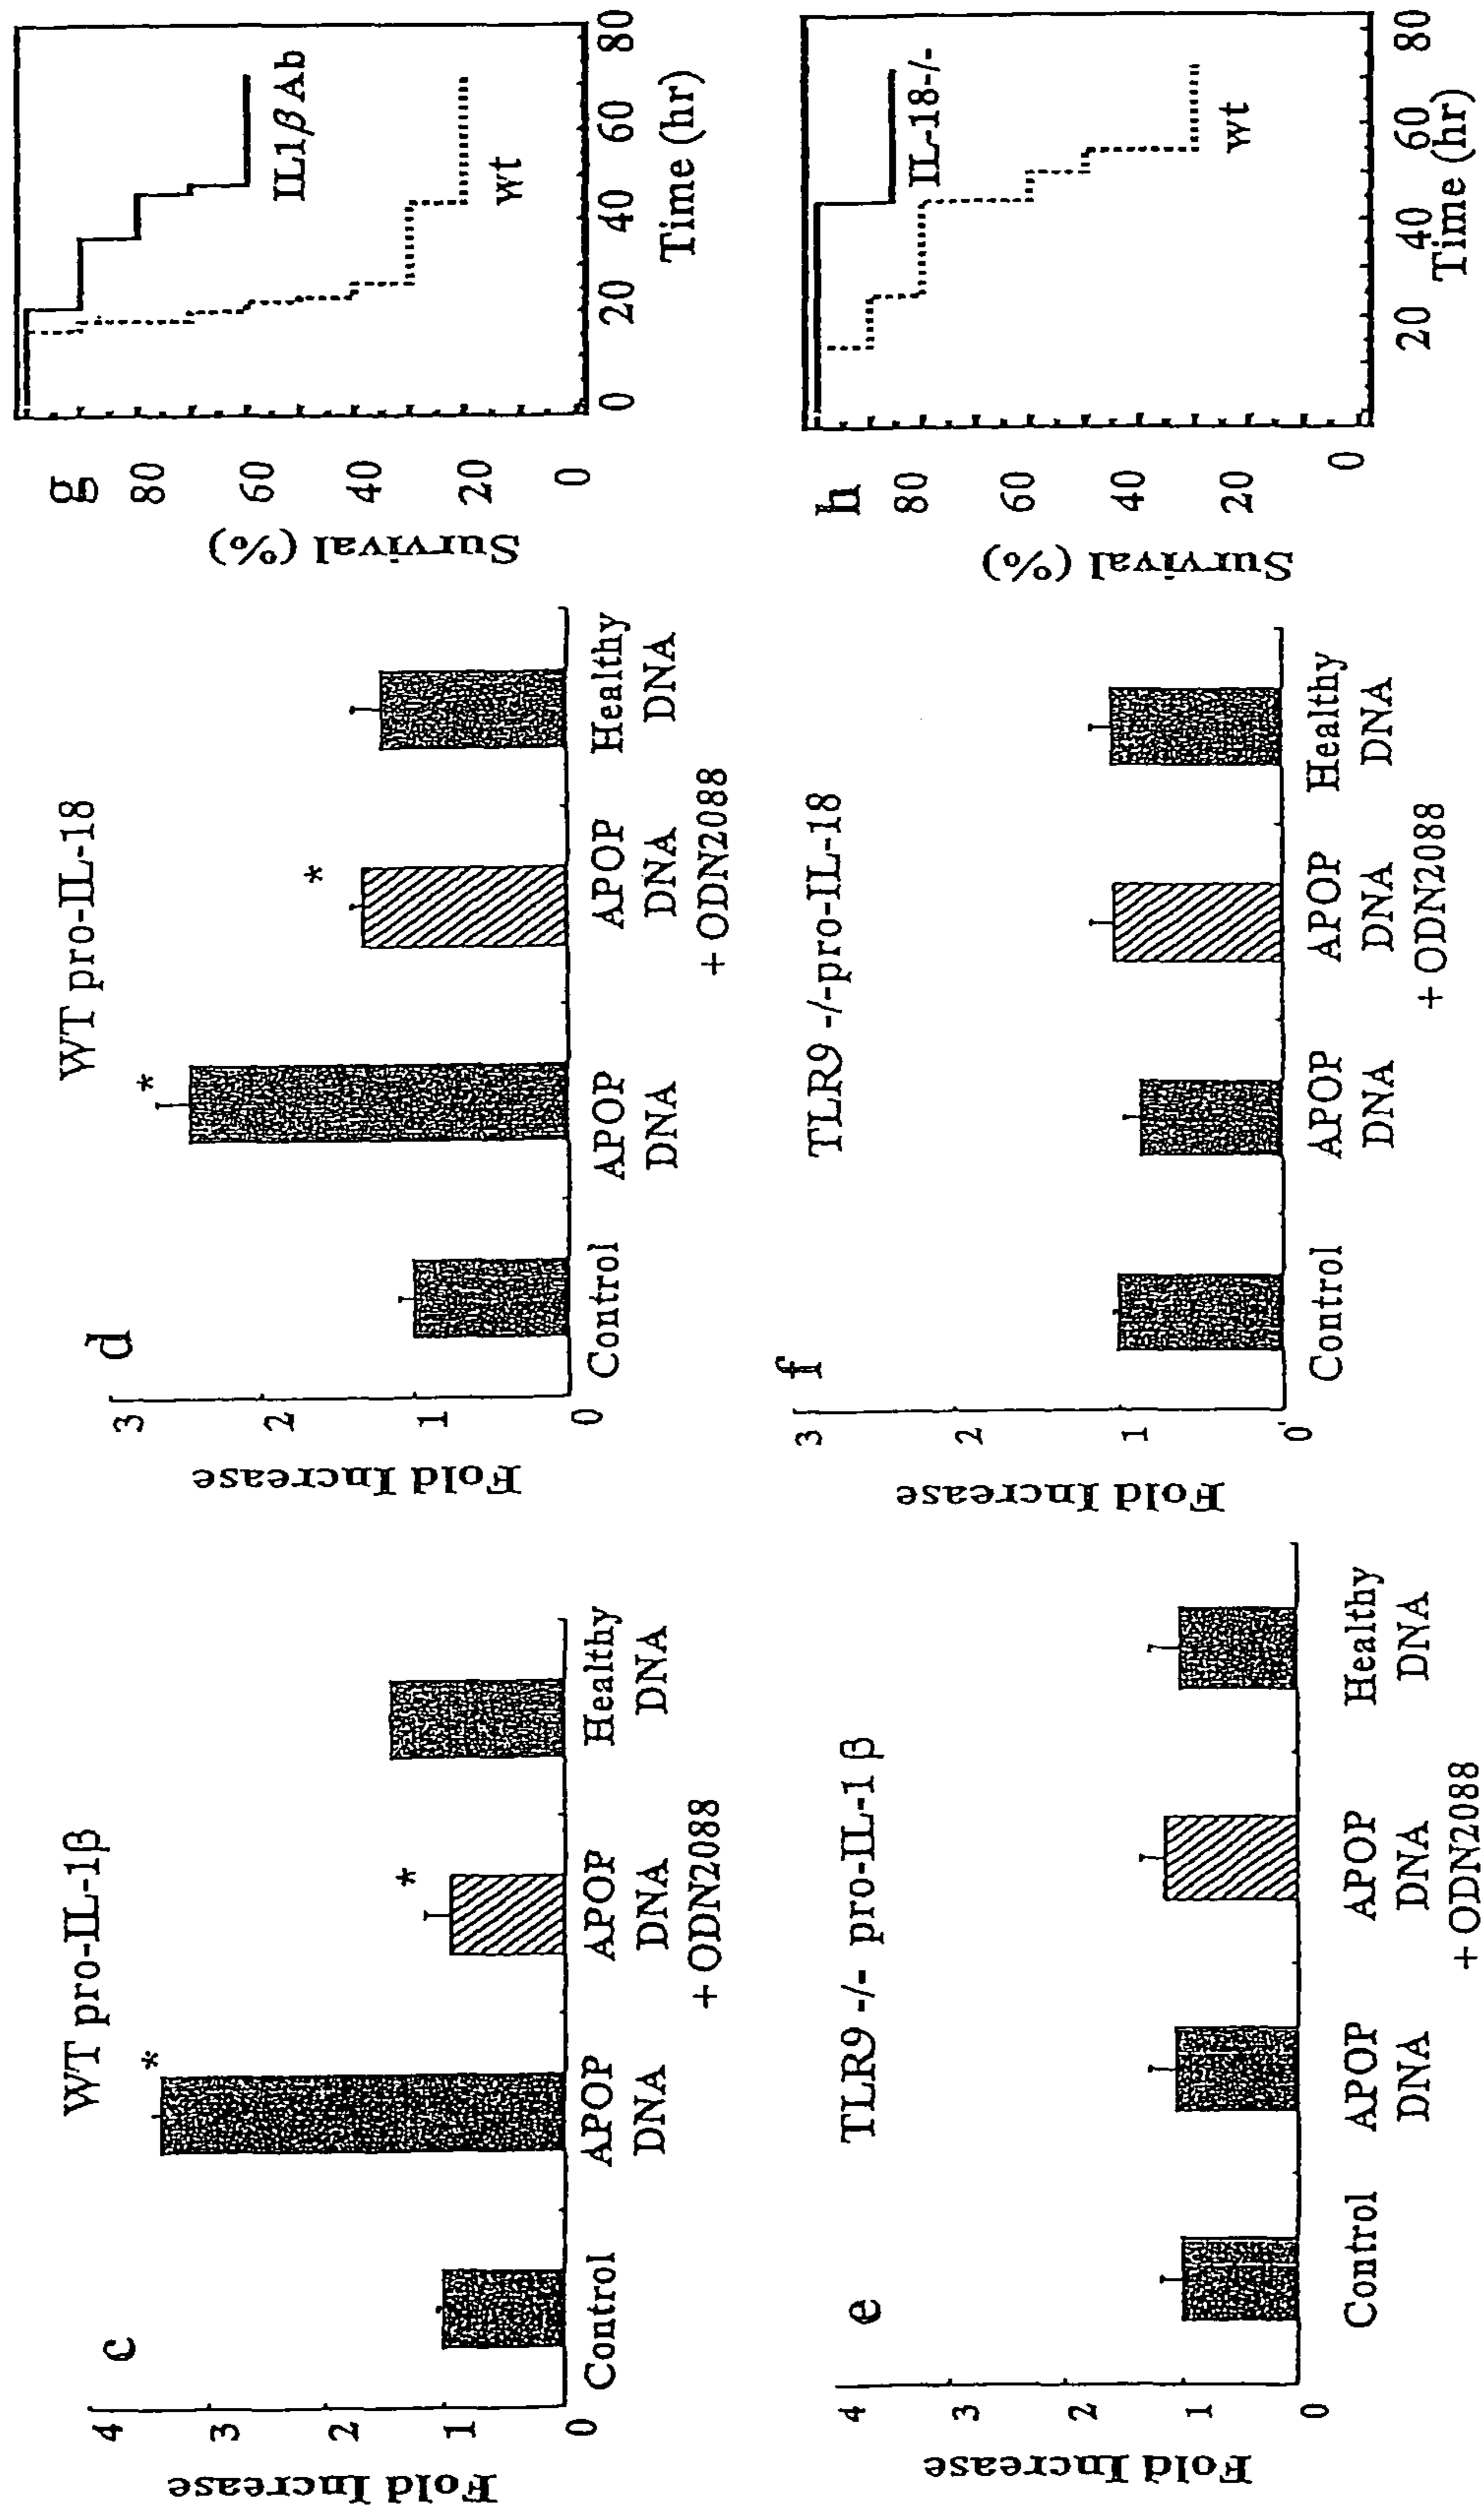 c
WT pro-IL-1β
Fold Increase
4
3
2
1
0
*
*
Control
APOP
DNA
APOP
DNA
+ ODN2088
Healthy
DNA
d
WT pro-IL-18
Fold Increase
3
2
1
0
*
*
Control
APOP
DNA
APOP
DNA
+ ODN2088
Healthy
DNA
g
Survival (%)
80
60
40
20
0
IL1β Ab
wt
0 20 40 60 80
Time (hr)
e
TLR9 -/- pro-IL-1 β
Fold Increase
4
3
2
1
0
Control
APOP
DNA
APOP
DNA
+ ODN2088
Healthy
DNA
f
TLR9 -/-pro-IL-18
Fold Increase
3
2
1
0
Control
APOP
DNA
APOP
DNA
+ ODN2088
Healthy
DNA
h
Survival (%)
80
60
40
20
0
IL-18-/-
wt
20 40 60 80
Time (hr)